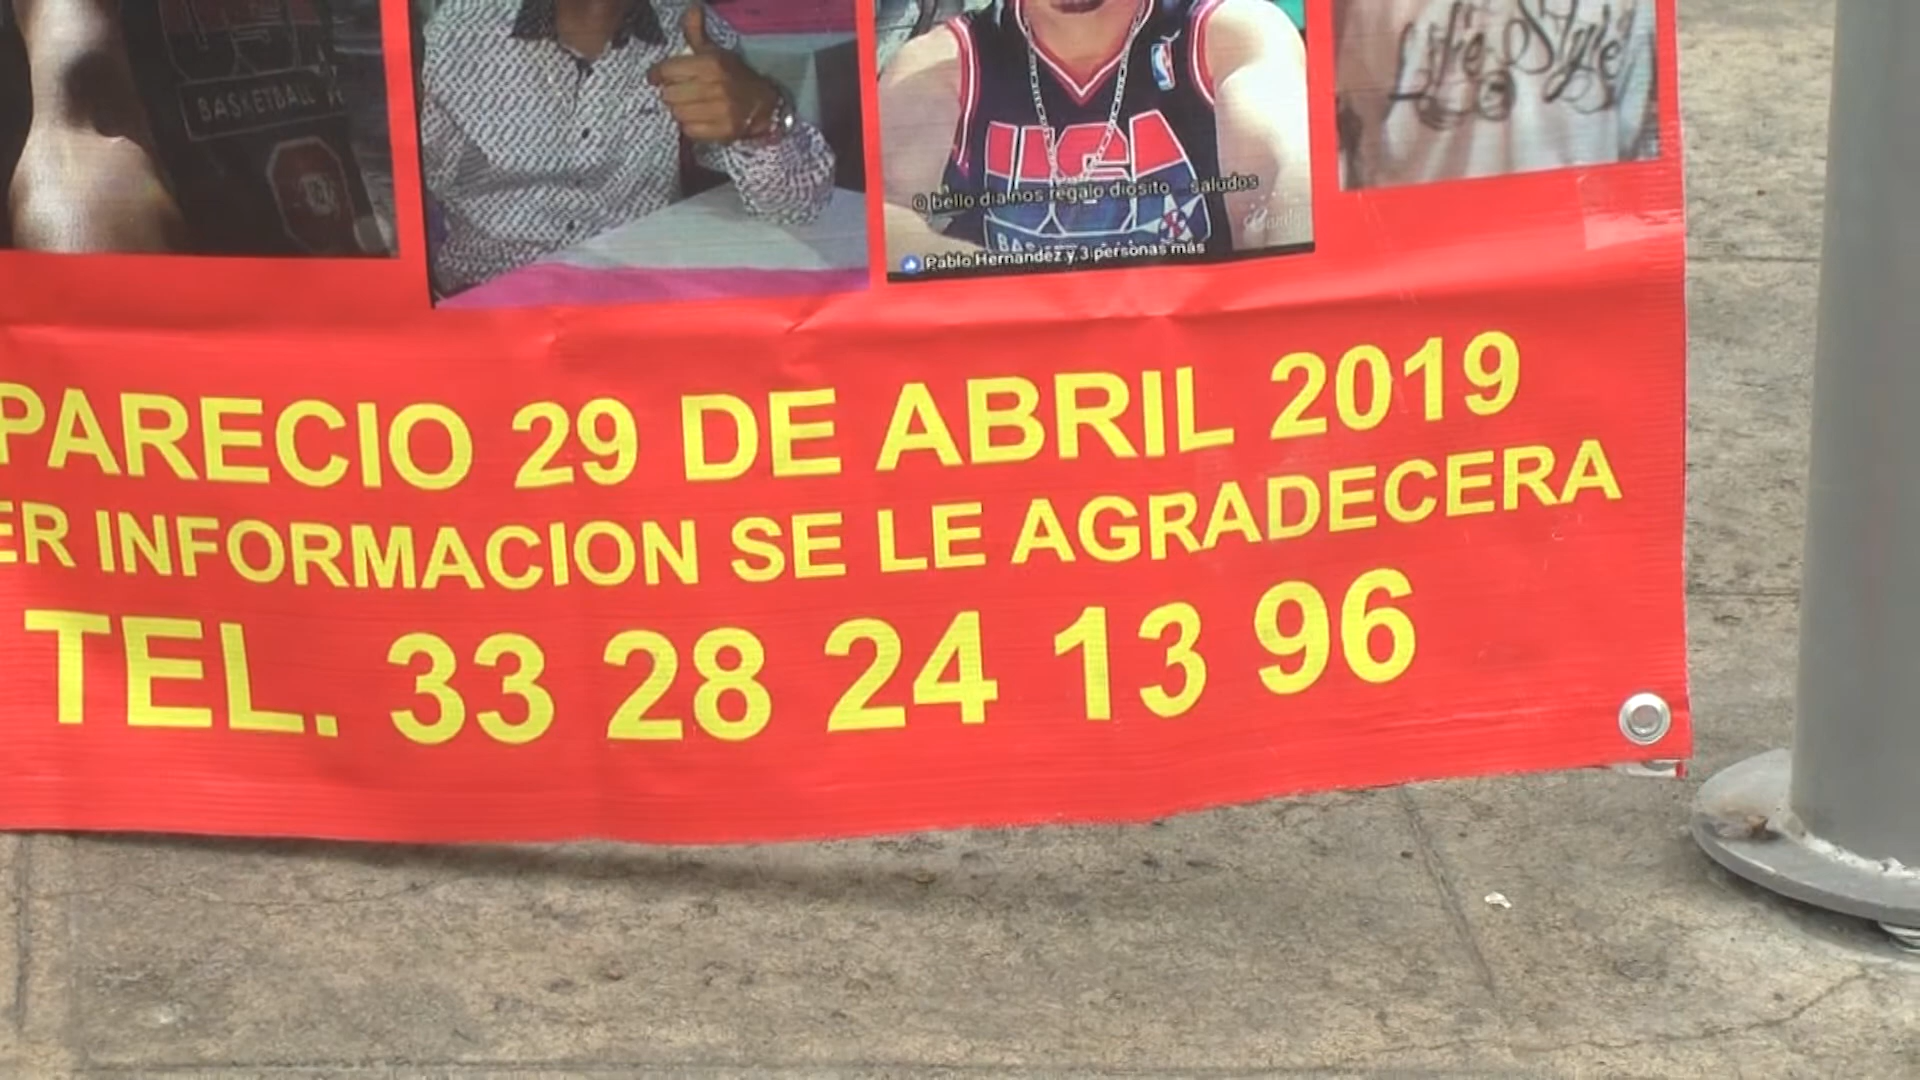 BASKETBALL
Life Style
USA
O bello dia nos regalo diosito saludos
Pablo Hernandez y 3 personas más
PARECIO 29 DE ABRIL 2019
ER INFORMACION SE LE AGRADECERA
TEL. 33 28 24 13 96